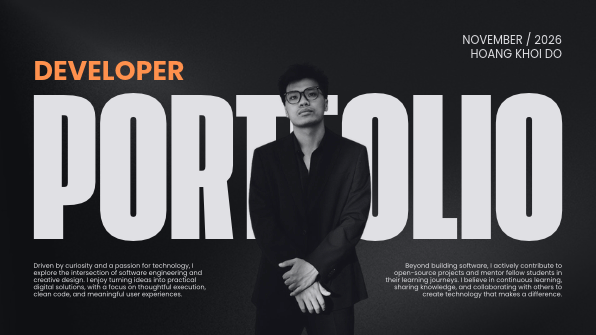 NOVEMBER / 2026
HOANG KHOI DO
DEVELOPER
PORTFOLIO
Driven by curiosity and a passion for technology, I
explore the intersection of software engineering and
creative design. I enjoy turning ideas into practical
digital solutions, with a focus on thoughtful execution,
clean code, and meaningful user experiences.
Beyond building software, I actively contribute to
open-source projects and mentor fellow students in
their learning journeys. I believe in continuous learning,
sharing knowledge, and collaborating with others to
create technology that makes a difference.